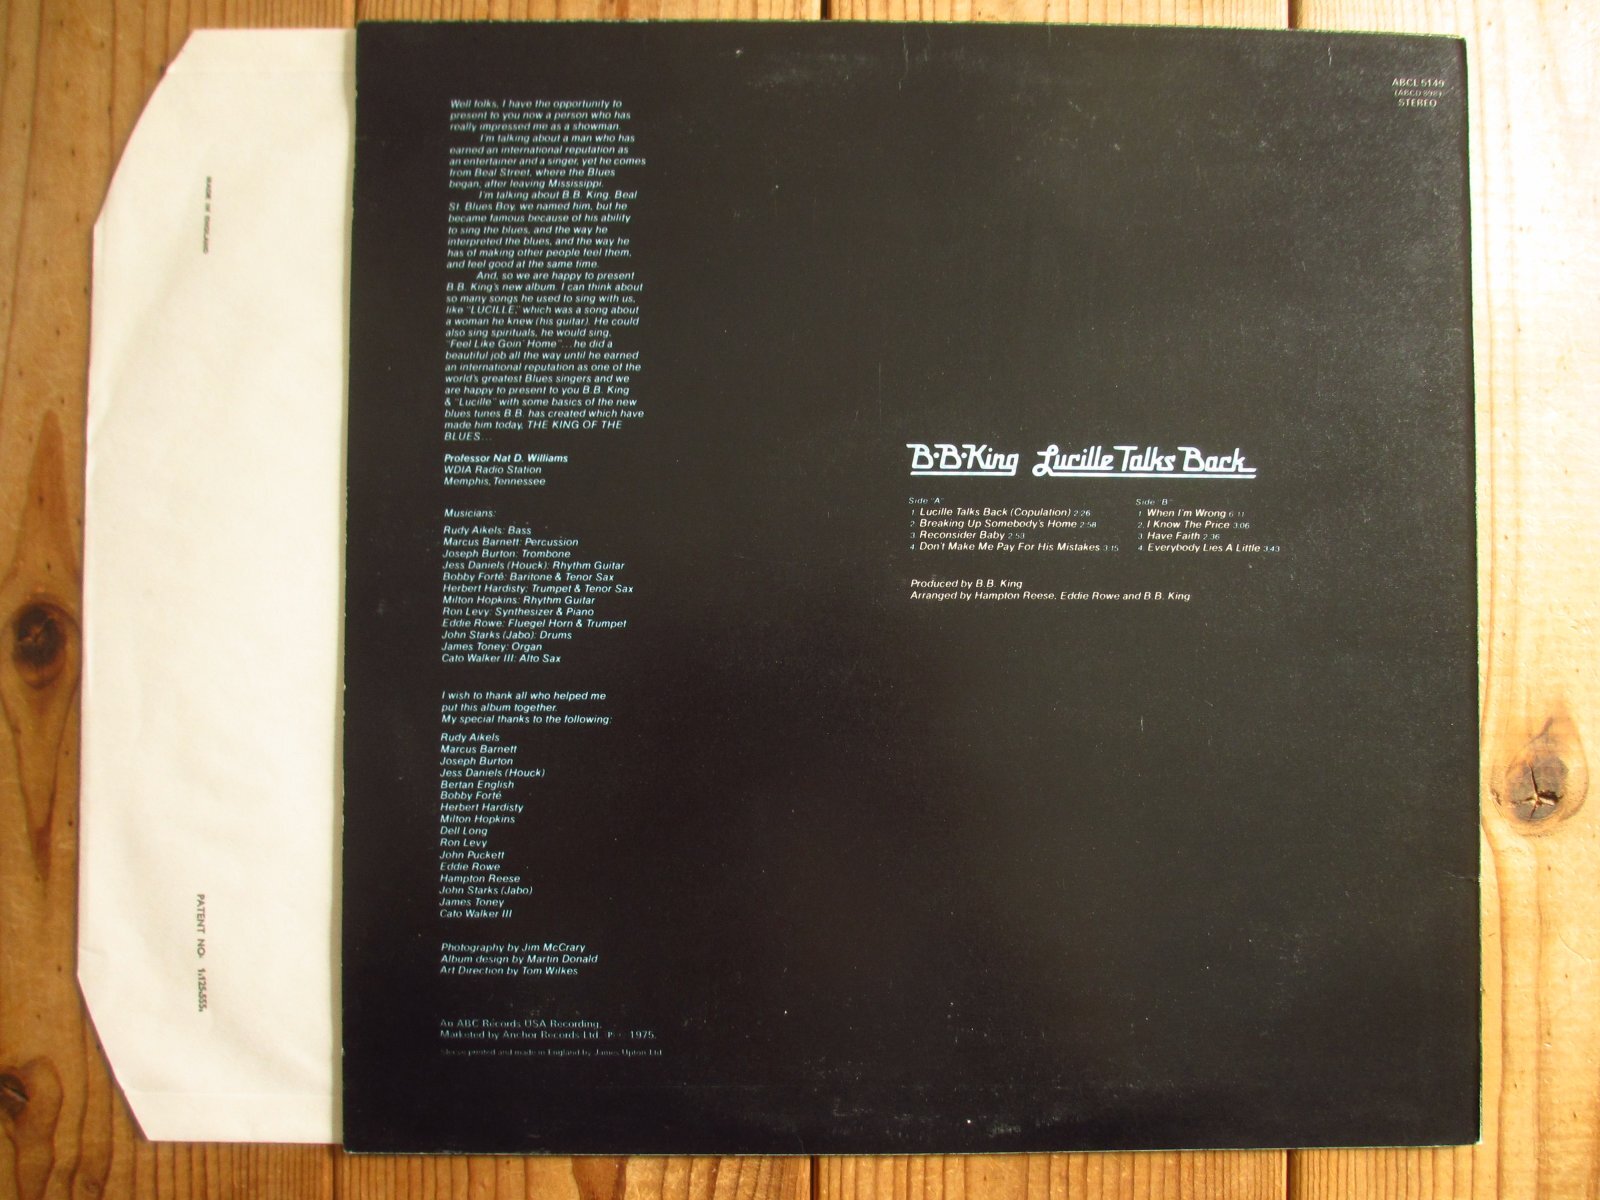 MADE IN ENGLAND
PATENT NO: 1,125,555,
ABCL 5149
(ABCD 898)
STEREO
Well folks, I have the opportunity to
present to you now a person who has
really impressed me as a showman.
I'm talking about a man who has
earned an international reputation as
an entertainer and a singer, yet he comes
from Beal Street, where the Blues
began, after leaving Mississippi.
I'm talking about B.B. King, Beal
St. Blues Boy, we named him, but he
became famous because of his ability
to sing the blues, and the way he
interpreted the blues, and the way he
has of making other people feel them,
and feel good at the same time.
And, so we are happy to present
B.B. King's new album. I can think about
so many songs he used to sing with us,
like "LUCILLE," which was a song about
a woman he knew (his guitar). He could
also sing spirituals, he would sing,
"Feel Like Goin' Home"... he did a
beautiful job all the way until he earned
an international reputation as one of the
world's greatest Blues singers and we
are happy to present to you B.B. King
& "Lucille" with some basics of the new
blues tunes B.B. has created which have
made him today, THE KING OF THE
BLUES...
Professor Nat D. Williams
WDIA Radio Station
Memphis, Tennessee
Musicians:
Rudy Aikels: Bass
Marcus Barnett: Percussion
Joseph Burton: Trombone
Jess Daniels (Houck): Rhythm Guitar
Bobby Forté: Baritone & Tenor Sax
Herbert Hardisty: Trumpet & Tenor Sax
Milton Hopkins: Rhythm Guitar
Ron Levy: Synthesizer & Piano
Eddie Rowe: Fluegel Horn & Trumpet
John Starks (Jabo): Drums
James Toney: Organ
Cato Walker III: Alto Sax
I wish to thank all who helped me
put this album together.
My special thanks to the following:
Rudy Aikels
Marcus Barnett
Joseph Burton
Jess Daniels (Houck)
Bertan English
Bobby Forté
Herbert Hardisty
Milton Hopkins
Dell Long
Ron Levy
John Puckett
Eddie Rowe
Hampton Reese
John Starks (Jabo)
James Toney
Cato Walker III
Photography by Jim McCrary
Album design by Martin Donald
Art Direction by Tom Wilkes
An ABC Records USA Recording.
Marketed by Anchor Records Ltd. 1975.
Sleeve printed and made in England by James Upton Ltd
B·B·King Lucille Talks Back
Side "A"
1. Lucille Talks Back (Copulation) 2:26
2. Breaking Up Somebody's Home 2:58
3. Reconsider Baby 2:53
4. Don't Make Me Pay For His Mistakes 3:15
Side "B"
1. When I'm Wrong 6:11
2. I Know The Price 3:06
3. Have Faith 2:36
4. Everybody Lies A Little 3:43
Produced by B.B. King
Arranged by Hampton Reese, Eddie Rowe and B.B. King